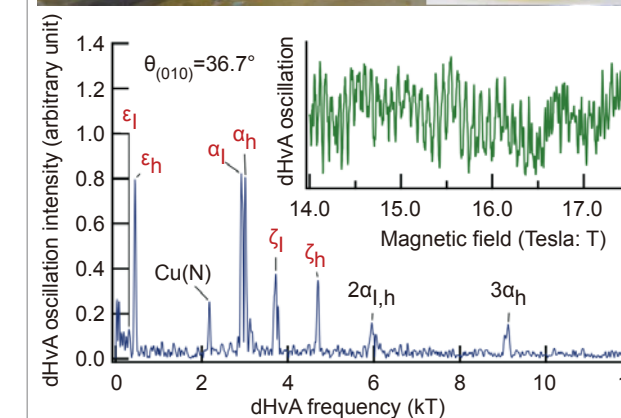 dHvA oscillation intensity (arbitrary unit)
1.4
1.2
1.0
0.8
0.6
0.4
0.2
0.0
θ(010)=36.7°
εl
εh
Cu(N)
αl
αh
ζl
ζh
2αl,h
3αh
0
2
4
6
8
10
dHvA frequency (kT)
dHvA oscillation
14.0
15.0
16.0
17.0
Magnetic field (Tesla: T)